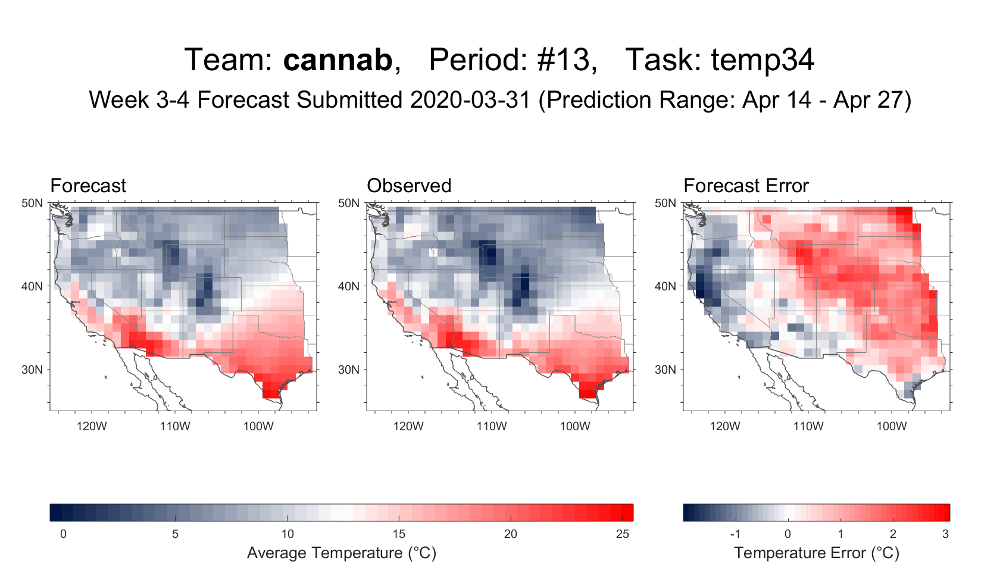 Team: cannab, Period: #13, Task: temp34
Week 3-4 Forecast Submitted 2020-03-31 (Prediction Range: Apr 14 - Apr 27)
Forecast
Observed
Forecast Error
50N
40N
30N
120W
110W
100W
50N
40N
30N
120W
110W
100W
50N
40N
30N
120W
110W
100W
0 5 10 15 20 25
Average Temperature (°C)
-1 0 1 2 3
Temperature Error (°C)